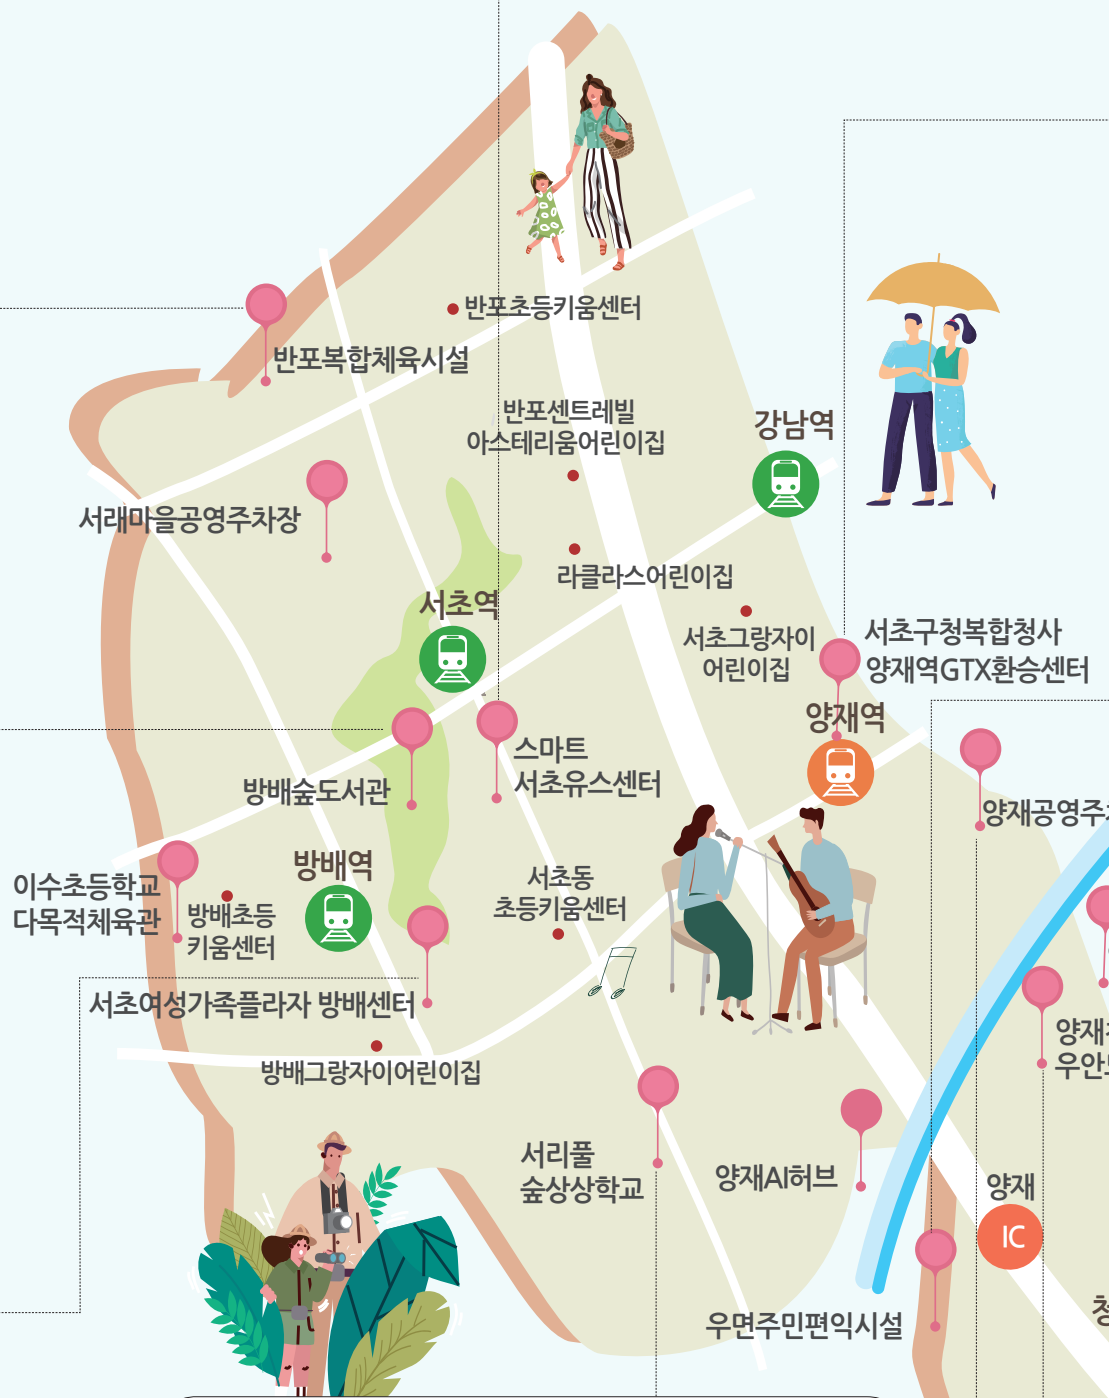 반포초등키움센터
반포복합체육시설
반포센트레빌
아스테리움어린이집
강남역
서래마을공영주차장
라클라스어린이집
서초역
서초그랑자이
어린이집
서초구청복합청사
양재역GTX환승센터
양재역
스마트
서초유스센터
방배숲도서관
양재공영주
방배역
이수초등학교
다목적체육관
방배초등
키움센터
서초동
초등키움센터
서초여성가족플라자 방배센터
양재
우안
방배그랑자이어린이집
서리풀
숲상상학교
양재AI허브
양재
IC
우면주민편익시설